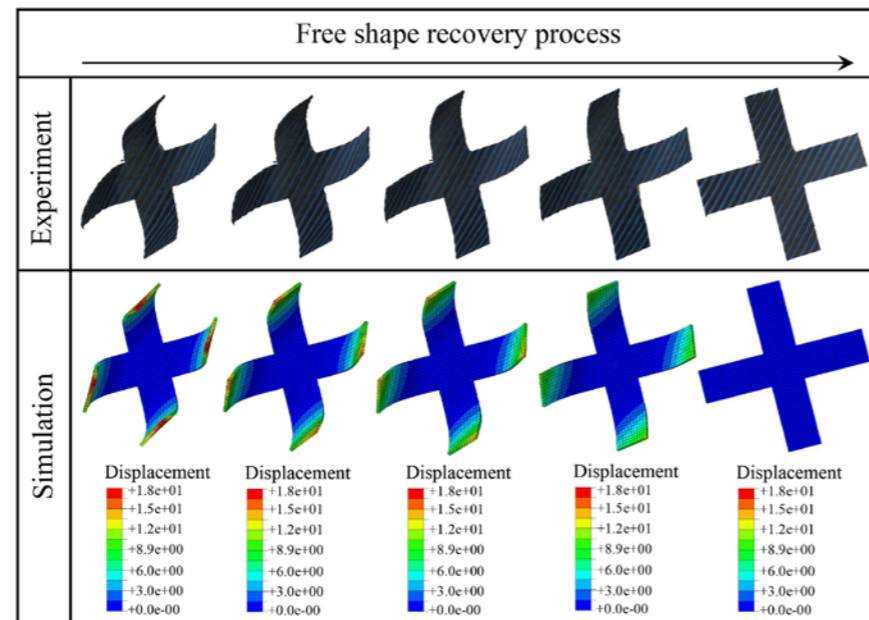 Free shape recovery process
Experiment
Simulation
Displacement
+1.8e+01
+1.5e+01
+1.2e+01
+8.9e+00
+6.0e+00
+3.0e+00
+0.0e-00
Displacement
+1.8e+01
+1.5e+01
+1.2e+01
+8.9e+00
+6.0e+00
+3.0e+00
+0.0e-00
Displacement
+1.8e+01
+1.5e+01
+1.2e+01
+8.9e+00
+6.0e+00
+3.0e+00
+0.0e-00
Displacement
+1.8e+01
+1.5e+01
+1.2e+01
+8.9e+00
+6.0e+00
+3.0e+00
+0.0e-00
Displacement
+1.8e+01
+1.5e+01
+1.2e+01
+8.9e+00
+6.0e+00
+3.0e+00
+0.0e-00